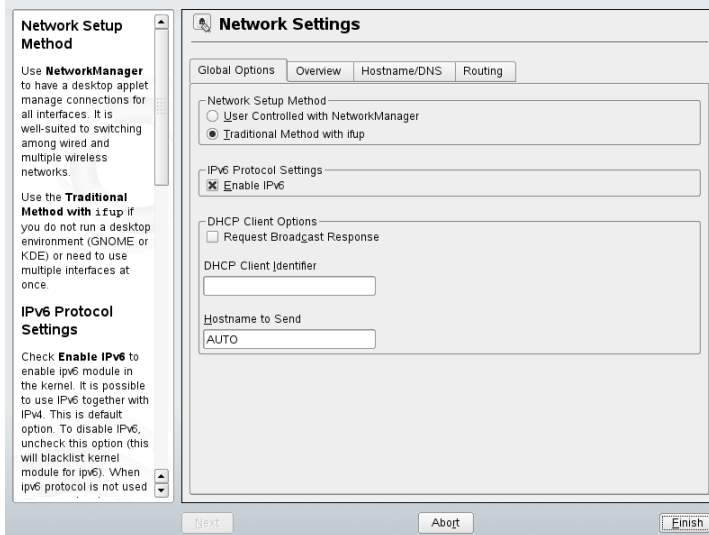 Network Setup
Method
Use NetworkManager
to have a desktop applet
manage connections for
all interfaces. It is
well-suited to switching
among wired and
multiple wireless
networks.
Use the Traditional
Method with ifup if
you do not run a desktop
environment (GNOME or
KDE) or need to use
multiple interfaces at
once.
IPv6 Protocol
Settings
Check Enable IPv6 to
enable ipv6 module in
the kernel. It is possible
to use IPv6 together with
IPv4. This is default
option. To disable IPv6,
uncheck this option (this
will blacklist kernel
module for ipv6). When
ipv6 protocol is not used
Network Settings
Global Options
Overview
Hostname/DNS
Routing
Network Setup Method
User Controlled with NetworkManager
Traditional Method with ifup
IPv6 Protocol Settings
Enable IPv6
DHCP Client Options
Request Broadcast Response
DHCP Client Identifier
Hostname to Send
AUTO
Next
Abort
Finish